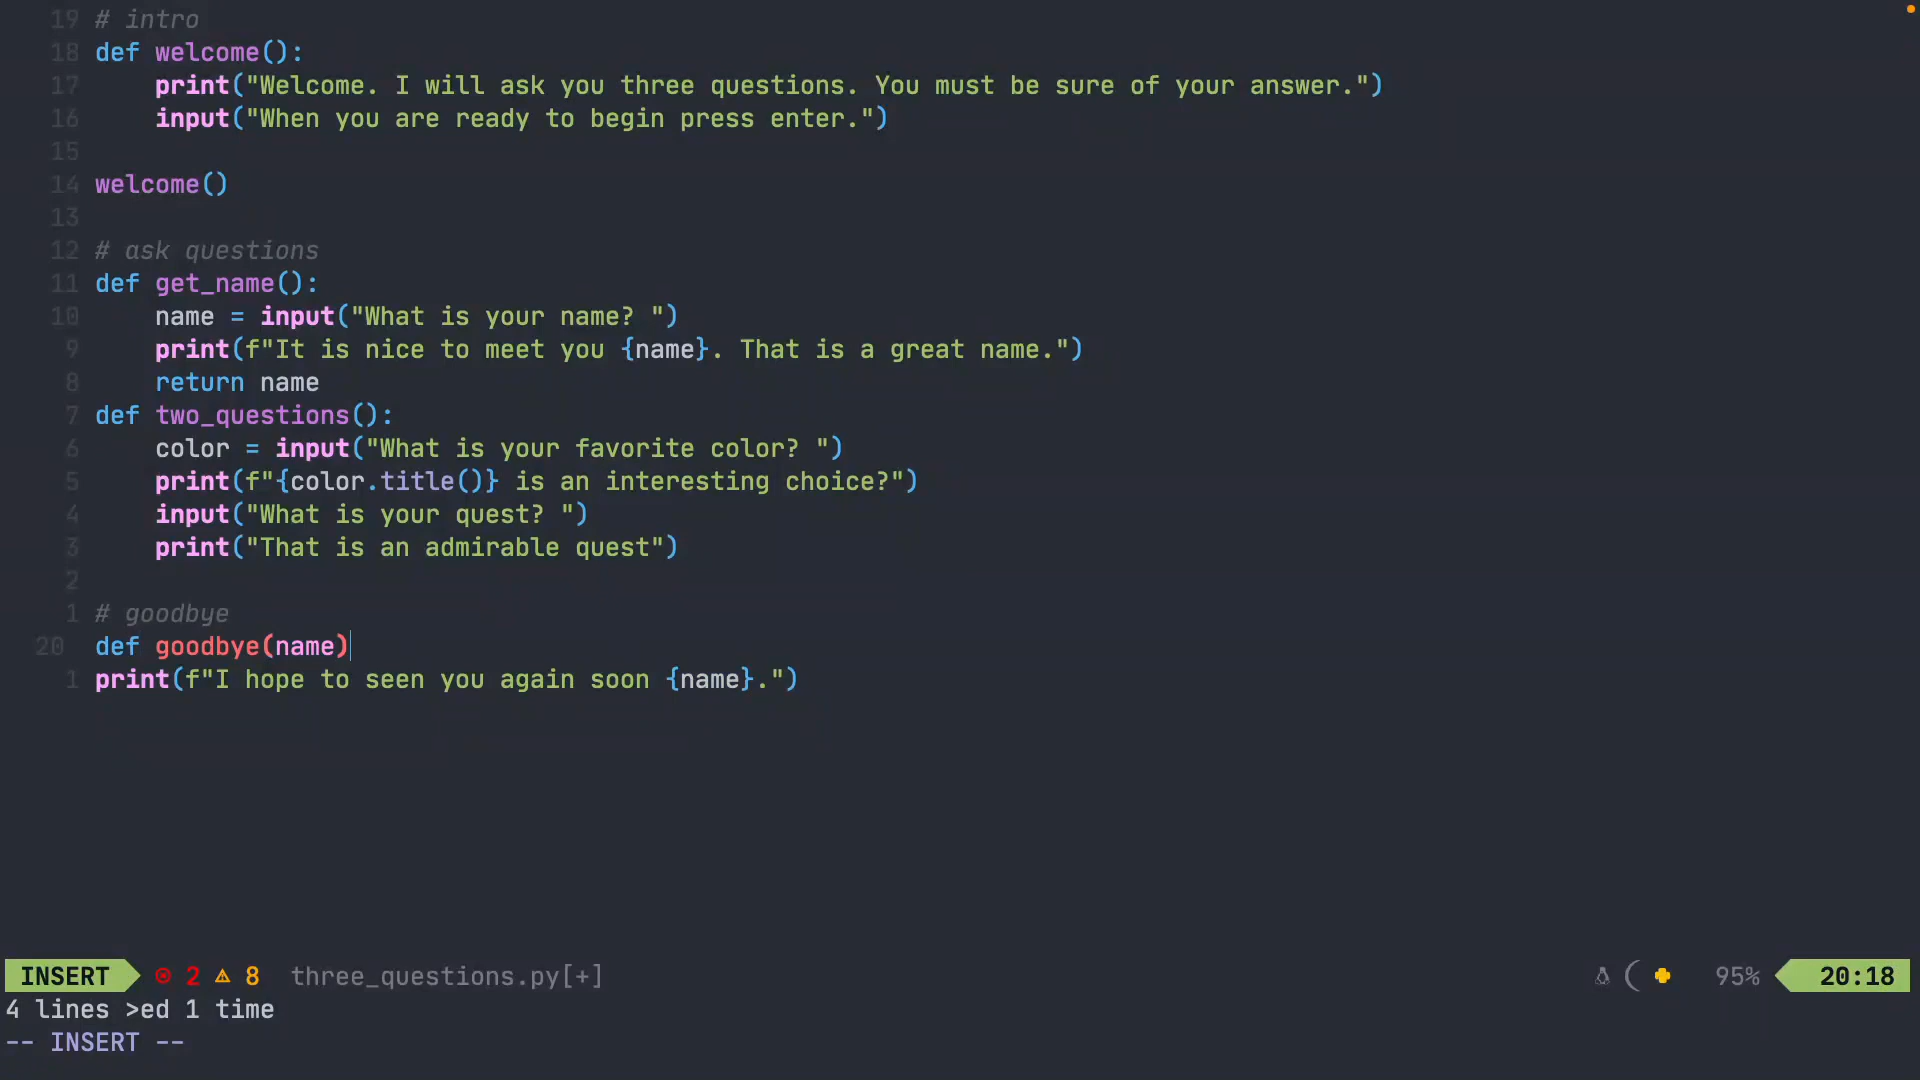 19 # intro
18 def welcome():
17     print("Welcome. I will ask you three questions. You must be sure of your answer.")
16     input("When you are ready to begin press enter.")
15
14 welcome()
13
12 # ask questions
11 def get_name():
10     name = input("What is your name? ")
9     print(f"It is nice to meet you {name}. That is a great name.")
8     return name
7 def two_questions():
6     color = input("What is your favorite color? ")
5     print(f"{color.title()} is an interesting choice?")
4     input("What is your quest? ")
3     print("That is an admirable quest")
2
1 # goodbye
20 def goodbye(name)
1 print(f"I hope to seen you again soon {name}.")
INSERT 2 8 three_questions.py[+] 95% 20:18
4 lines >ed 1 time
-- INSERT --